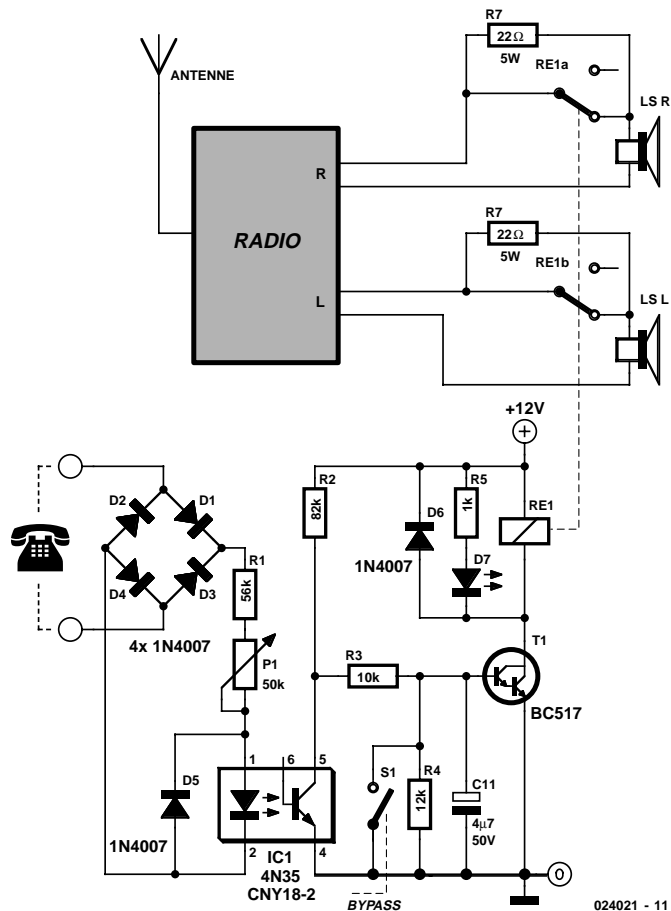 R7
22Ω
5W
RE1a
ANTENNE
LS R
R
RADIO
R7
22Ω
5W
RE1b
L
LS L
+12V
R2
82k
D6
R5
1k
RE1
D2
D1
1N4007
D7
R1
56k
D4
D3
4x 1N4007
P1
50k
T1
R3
10k
BC517
1
6
5
D5
S1
R4
12k
C11
4µ7
50V
1N4007
2
4
IC1
4N35
CNY18-2
0
BYPASS
024021 - 11